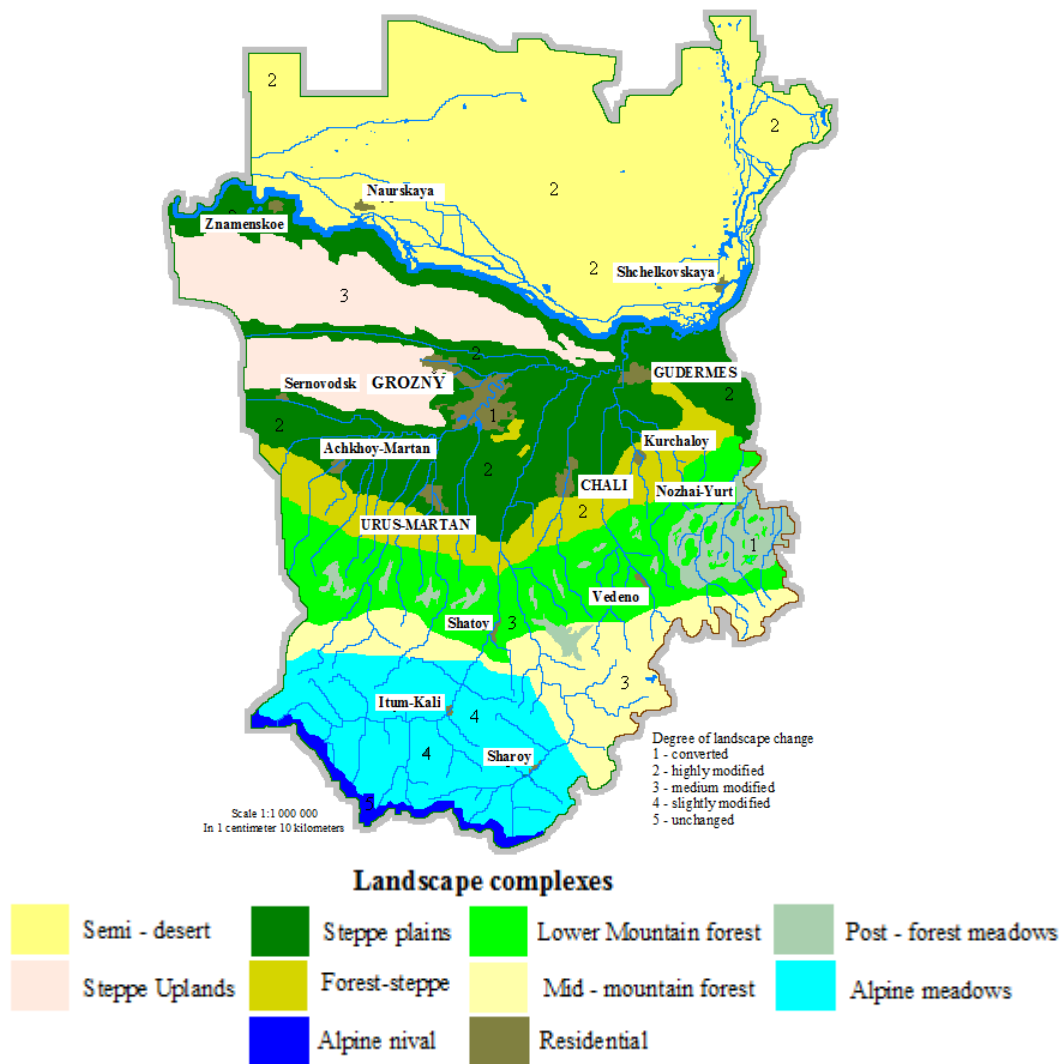 2
2
2
Naurskaya
2
Znamenskoe
2
Shchelkovskaya
3
2
GUDERMES
Sernovodsk
GROZNŸ
2
1
2
Kurchaloy
Achkhoy-Martan
2
CHALI
Nozhai-Yurt
URUS-MARTAN
2
1
Vedeno
Shatoy
3
3
Itum-Kali
4
4
Sharoy
5
Degree of landscape change
1 - converted
2 - highly modified
3 - medium modified
4 - slightly modified
5 - unchanged
Scale 1:1 000 000
In 1 centimeter 10 kilometers
Landscape complexes
Semi - desert
Steppe plains
Lower Mountain forest
Post - forest meadows
Steppe Uplands
Forest-steppe
Mid - mountain forest
Alpine meadows
Alpine nival
Residential